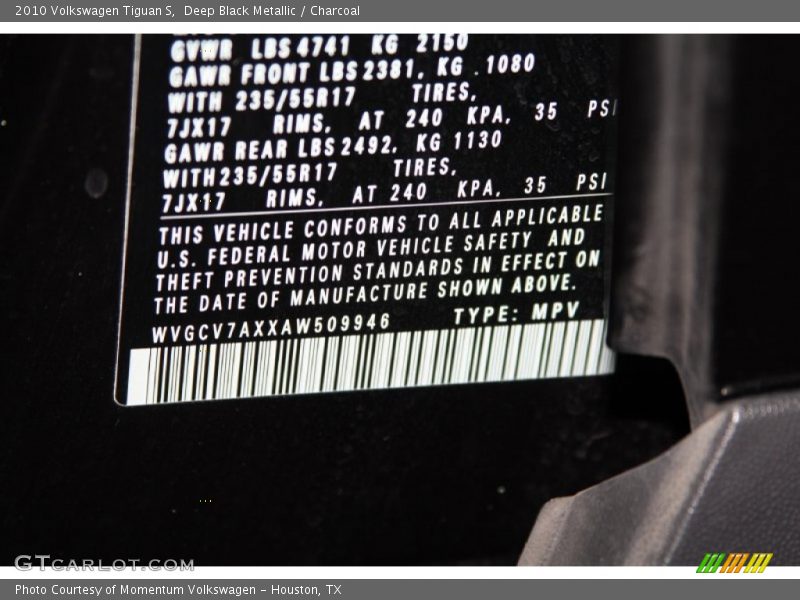 2010 Volkswagen Tiguan S, Deep Black Metallic / Charcoal
GVWR LBS 4741 KG 2150
GAWR FRONT LBS 2381, KG .1080
WITH 235/55R17 TIRES,
7JX17 RIMS, AT 240 KPA, 35 PSI
GAWR REAR LBS 2492, KG 1130
WITH 235/55R17 TIRES,
7JX17 RIMS, AT 240 KPA, 35 PSI
THIS VEHICLE CONFORMS TO ALL APPLICABLE
U.S. FEDERAL MOTOR VEHICLE SAFETY AND
THEFT PREVENTION STANDARDS IN EFFECT ON
THE DATE OF MANUFACTURE SHOWN ABOVE.
WVGCV7AXXAW509946 TYPE: MPV
GTCARLOT.COM
Photo Courtesy of Momentum Volkswagen - Houston, TX